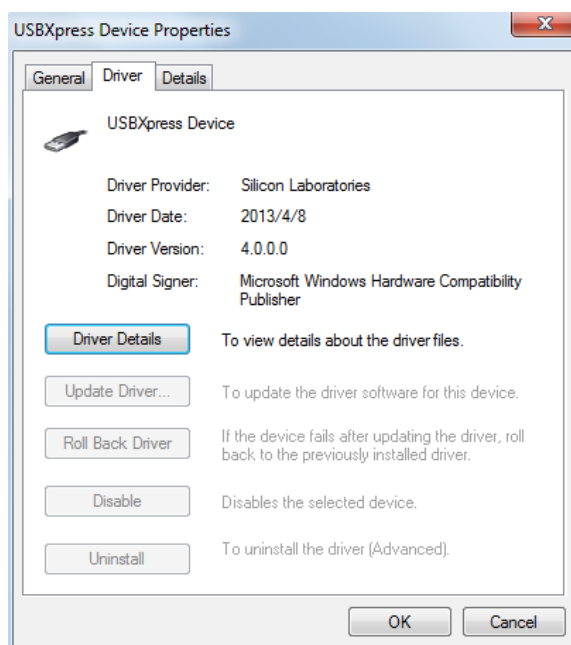 USBXpress Device Properties
General Driver Details
USBXpress Device
Driver Provider: Silicon Laboratories
Driver Date: 2013/4/8
Driver Version: 4.0.0.0
Digital Signer: Microsoft Windows Hardware Compatibility
Publisher
Driver Details To view details about the driver files.
Update Driver... To update the driver software for this device.
Roll Back Driver If the device fails after updating the driver, roll
back to the previously installed driver.
Disable Disables the selected device.
Uninstall To uninstall the driver (Advanced).
OK Cancel